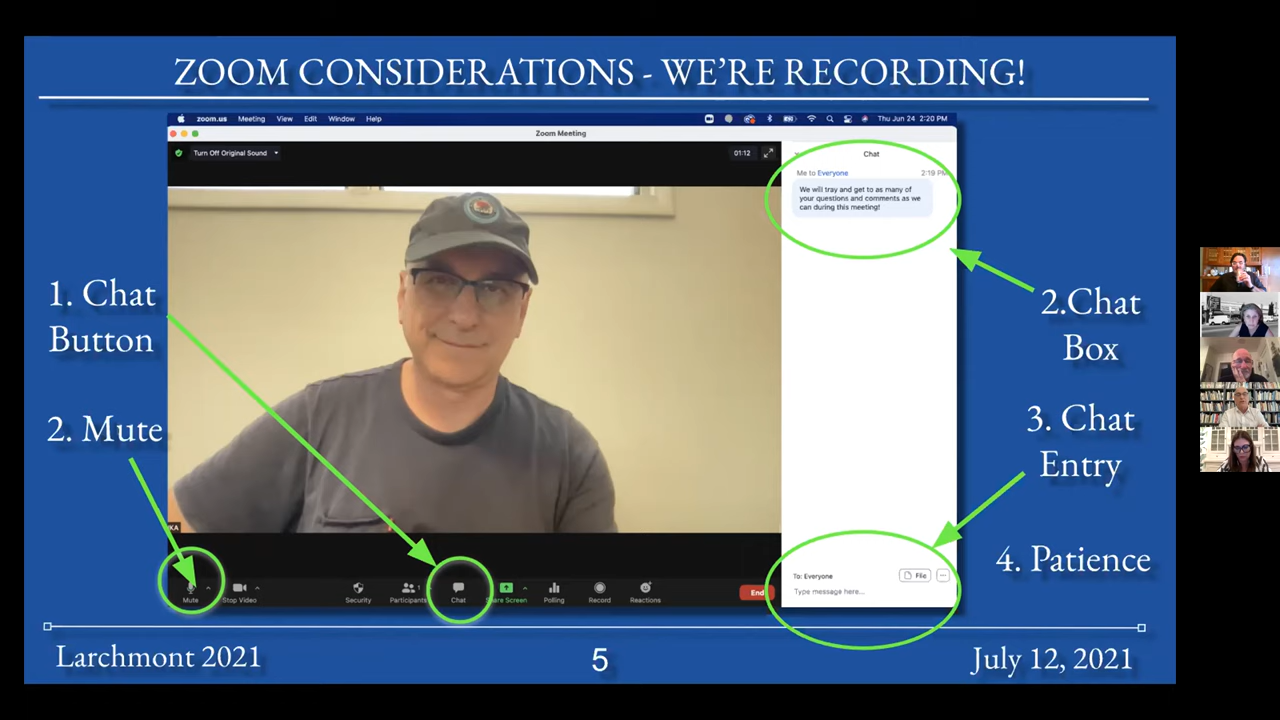 ZOOM CONSIDERATIONS - WE'RE RECORDING!
zoom.us Meeting View Edit Window Help
Thu Jun 24 2:20 PM
Zoom Meeting
Turn Off Original Sound
01:12
Chat
Me to Everyone 2:19 PM
We will tray and get to as many of
your questions and comments as we
can during this meeting!
1. Chat
Button
2. Mute
2.Chat
Box
3. Chat
Entry
4. Patience
KA
To: Everyone
File
Type message here...
Mute
Stop Video
Security
Participants
1
Chat
Share Screen
Polling
Record
Reactions
End
Larchmont 2021
5
July 12, 2021